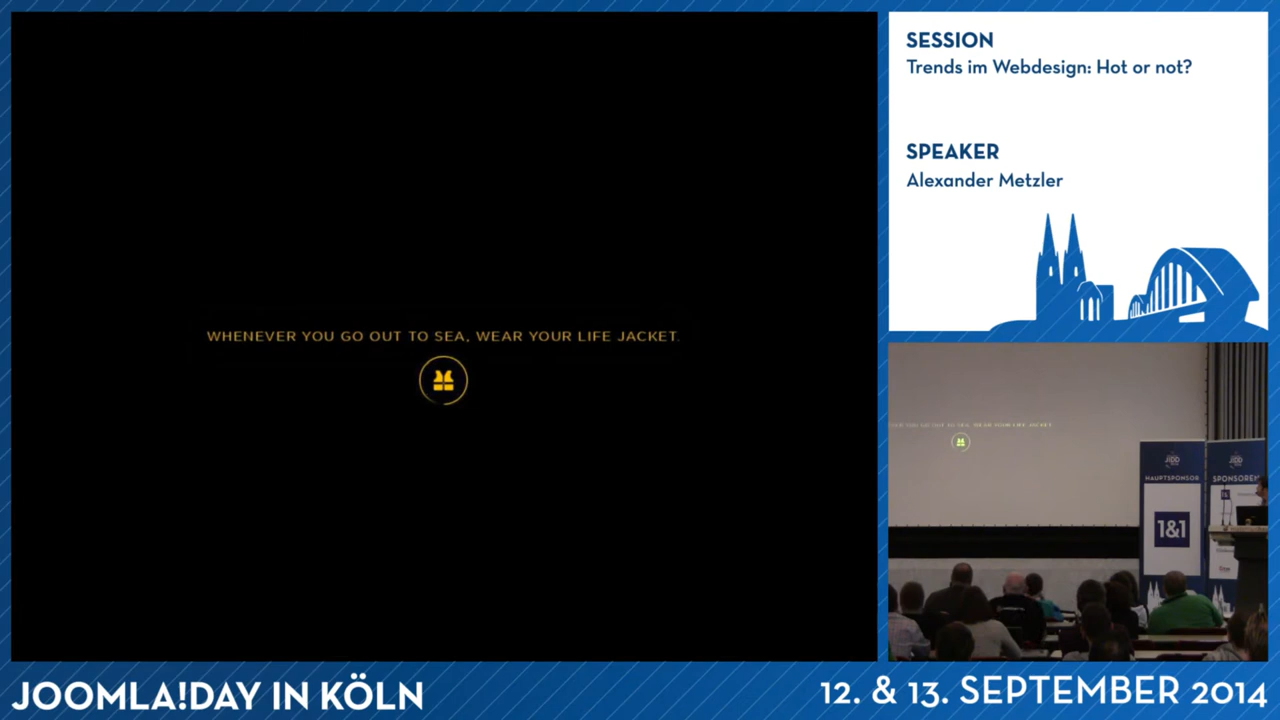 WHENEVER YOU GO OUT TO SEA, WEAR YOUR LIFE JACKET.
SESSION
Trends im Webdesign: Hot or not?
SPEAKER
Alexander Metzler
HAUPTSPONSOR
1&1
SPONSOREN
JOOMLA!DAY IN KÖLN
12. & 13. SEPTEMBER 2014